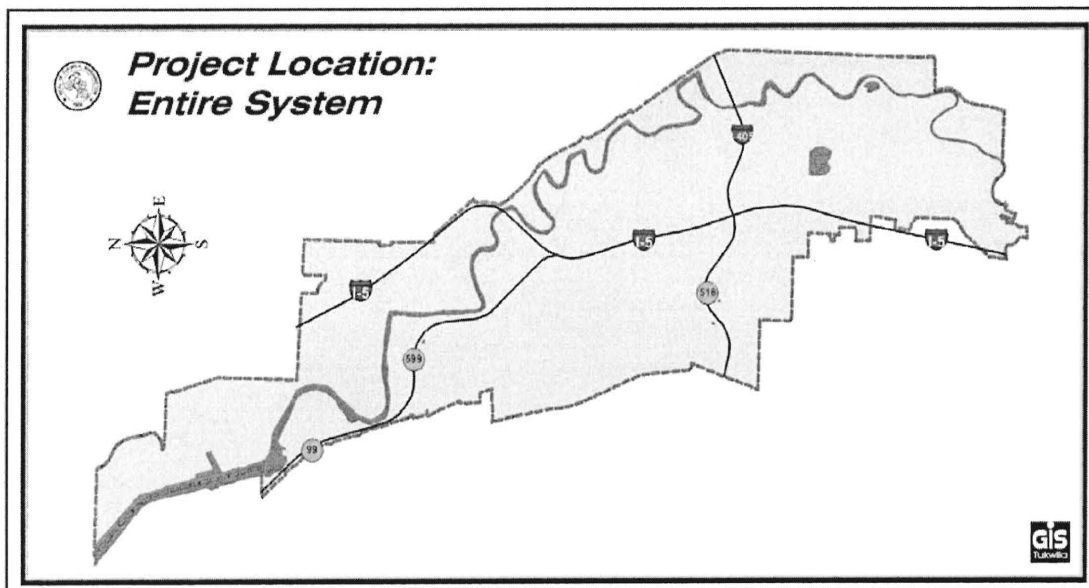 Project Location:
Entire System
E
N
S
W
I-5
599
99
I-5
405
518
I-5
GIS
Tukwila